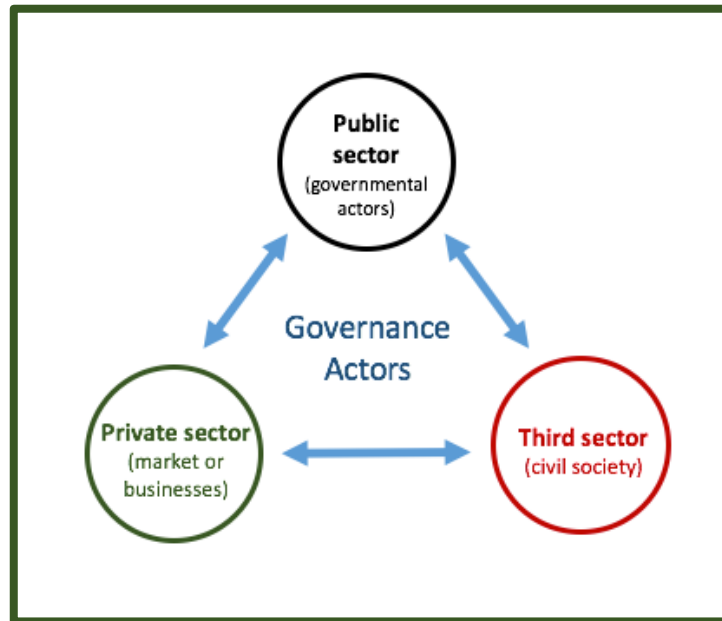 Public
sector
(governmental
actors)
Governance
Actors
Private sector
(market or
businesses)
Third sector
(civil society)